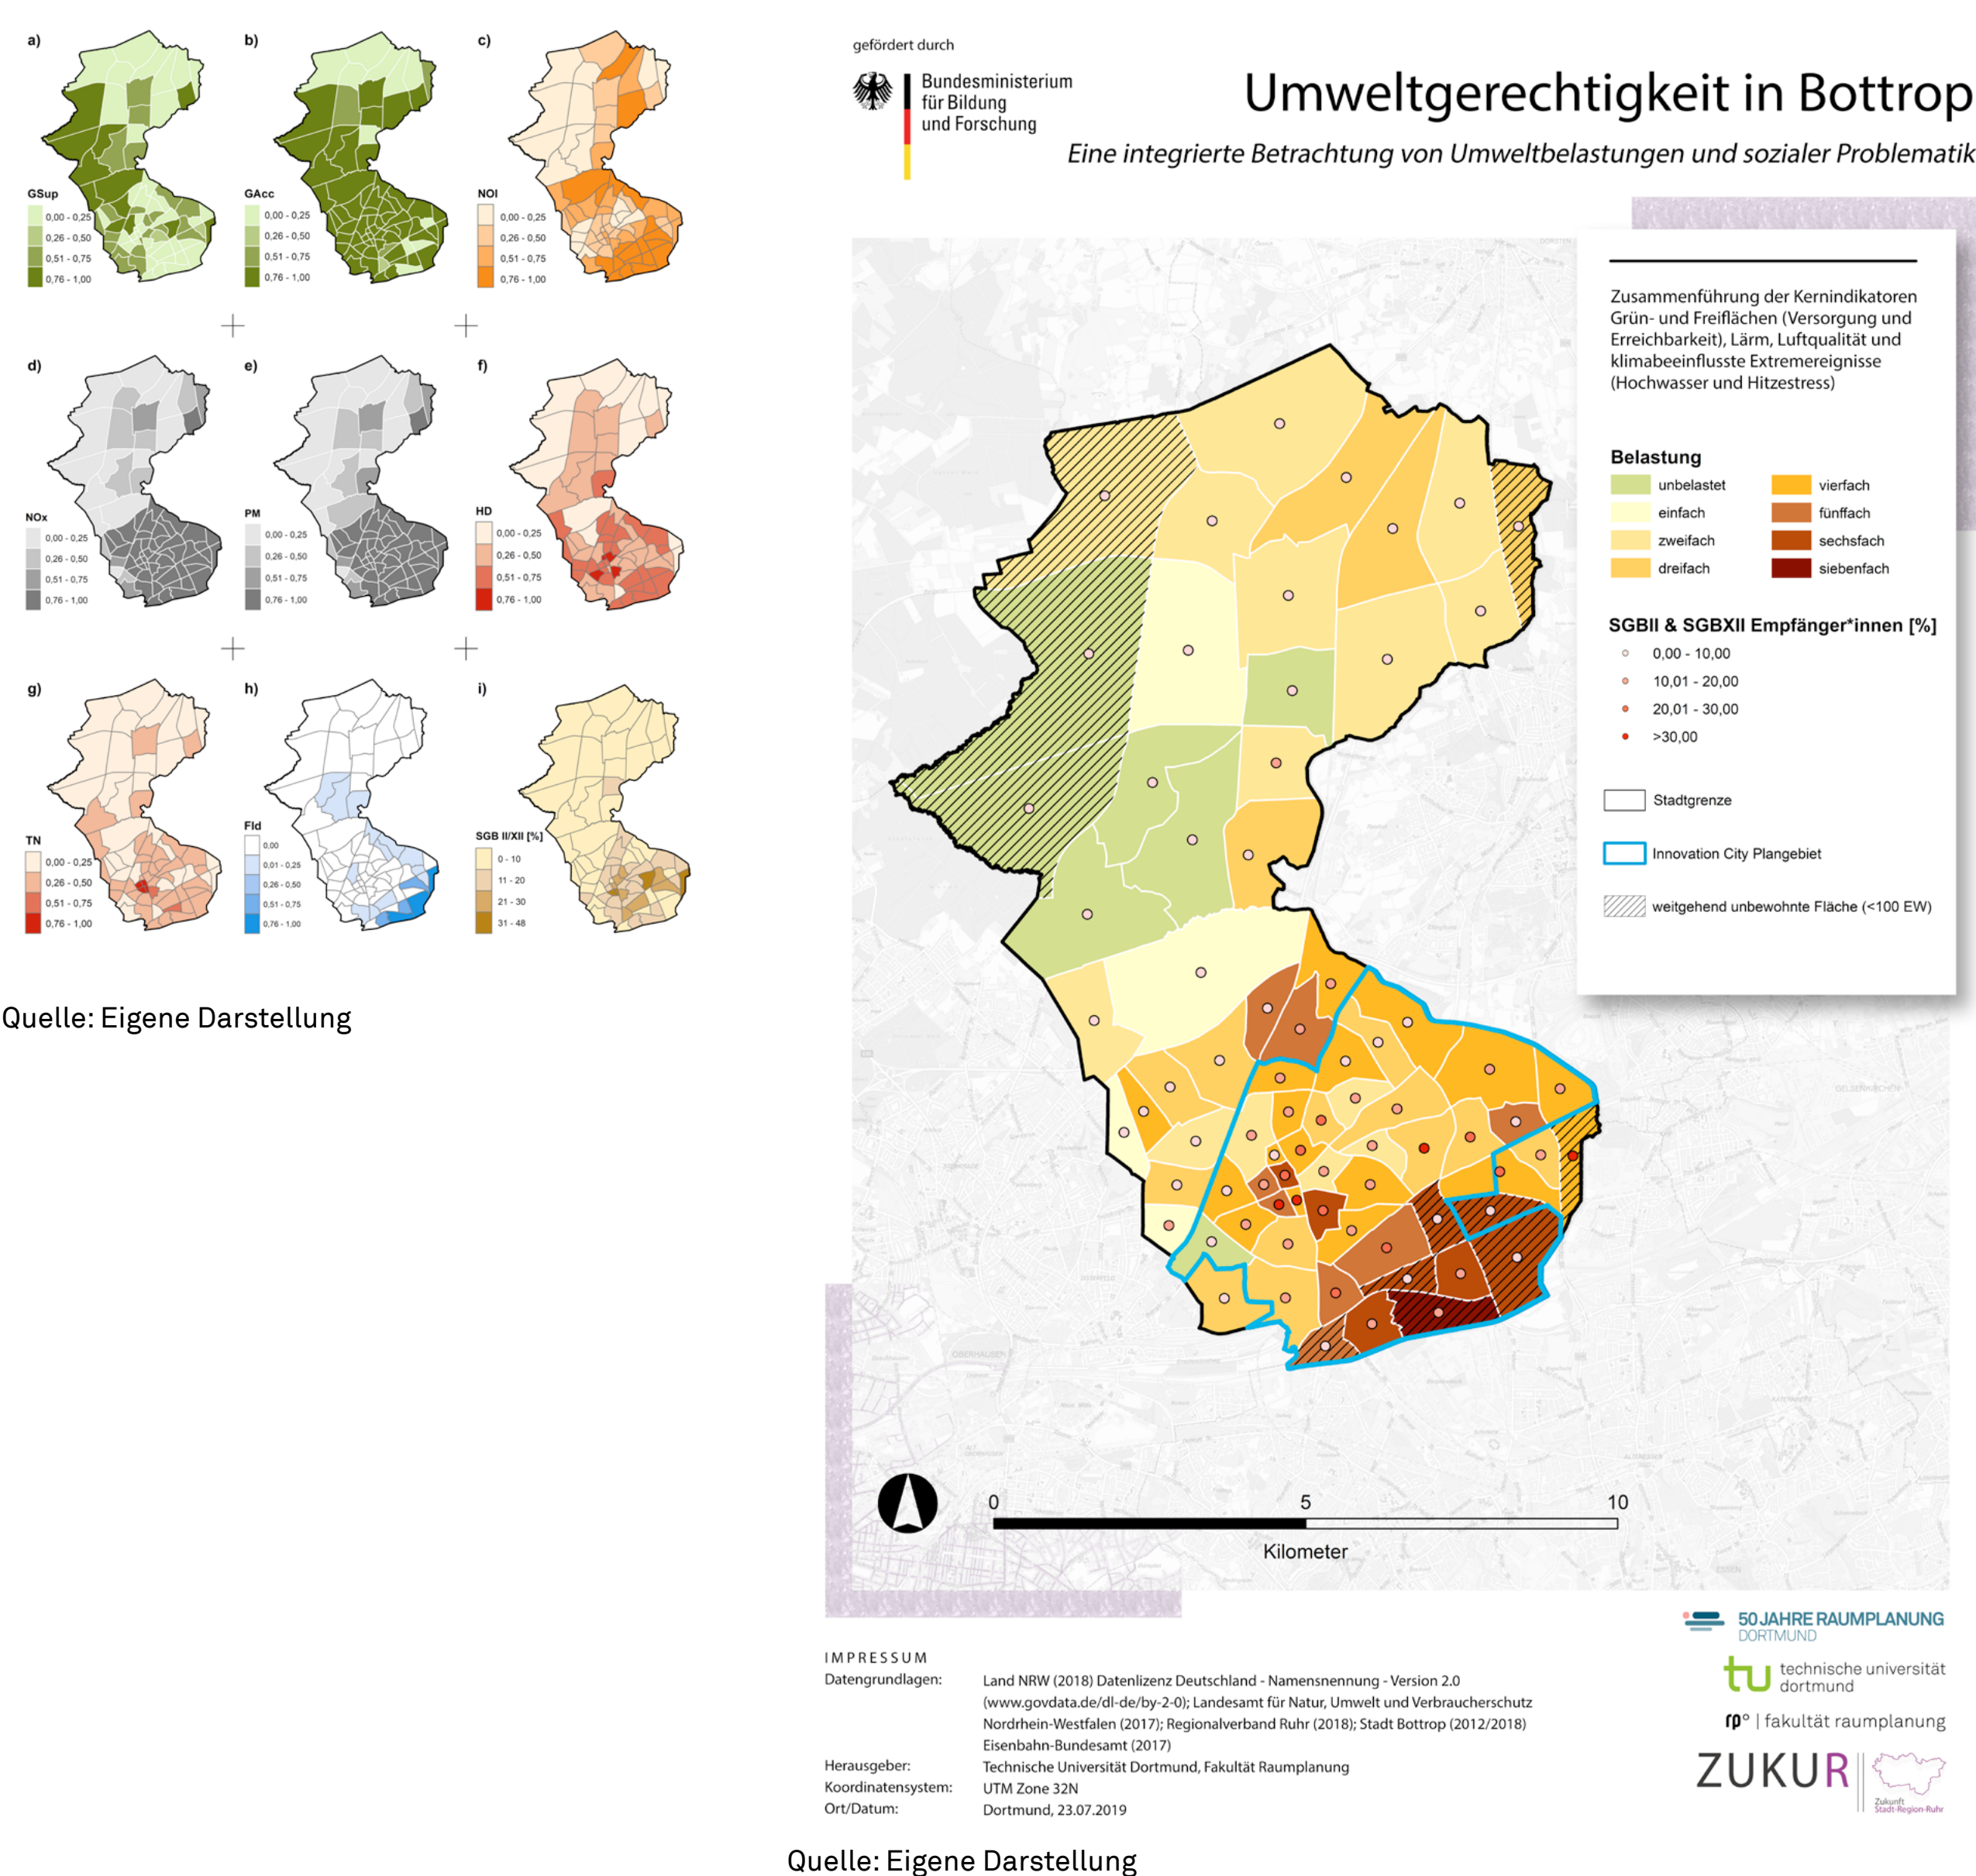 a)
GSup
0,00 - 0,25
0,26 - 0,50
0,51 - 0,75
0,76 - 1,00
b)
GAcc
0,00 - 0,25
0,26 - 0,50
0,51 - 0,75
0,76 - 1,00
c)
NOI
0,00 - 0,25
0,26 - 0,50
0,51 - 0,75
0,76 - 1,00
d)
NOx
0,00 - 0,25
0,26 - 0,50
0,51 - 0,75
0,76 - 1,00
e)
PM
0,00 - 0,25
0,26 - 0,50
0,51 - 0,75
0,76 - 1,00
f)
HD
0,00 - 0,25
0,26 - 0,50
0,51 - 0,75
0,76 - 1,00
g)
TN
0,00 - 0,25
0,26 - 0,50
0,51 - 0,75
0,76 - 1,00
h)
Fld
0,00
0,01 - 0,25
0,26 - 0,50
0,51 - 0,75
0,76 - 1,00
i)
SGB II/XII [%]
0 - 10
11 - 20
21 - 30
31 - 48
Quelle: Eigene Darstellung
gefördert durch
Bundesministerium
für Bildung
und Forschung
Umweltgerechtigkeit in Bottrop
Eine integrierte Betrachtung von Umweltbelastungen und sozialer Problematik
Zusammenführung der Kernindikatoren
Grün- und Freiflächen (Versorgung und
Erreichbarkeit), Lärm, Luftqualität und
klimabeeinflusste Extremereignisse
(Hochwasser und Hitzestress)
Belastung
unbelastet
einfach
zweifach
dreifach
vierfach
fünffach
sechsfach
siebenfach
SGBII & SGBXII Empfänger*innen [%]
0,00 - 10,00
10,01 - 20,00
20,01 - 30,00
>30,00
Stadtgrenze
Innovation City Plangebiet
weitgehend unbewohnte Fläche (<100 EW)
DORSTEN
GELSENKIRCHEN
OBERHAUSEN
ESSEN
0 5 10
Kilometer
IMPRESSUM
Datengrundlagen: Land NRW (2018) Datenlizenz Deutschland - Namensnennung - Version 2.0
(www.govdata.de/dl-de/by-2-0); Landesamt für Natur, Umwelt und Verbraucherschutz
Nordrhein-Westfalen (2017); Regionalverband Ruhr (2018); Stadt Bottrop (2012/2018)
Eisenbahn-Bundesamt (2017)
Herausgeber: Technische Universität Dortmund, Fakultät Raumplanung
Koordinatensystem: UTM Zone 32N
Ort/Datum: Dortmund, 23.07.2019
50 JAHRE RAUMPLANUNG
DORTMUND
tu technische universität
dortmund
rp° | fakultät raumplanung
ZUKUR
Zukunft
Stadt-Region-Ruhr
Quelle: Eigene Darstellung